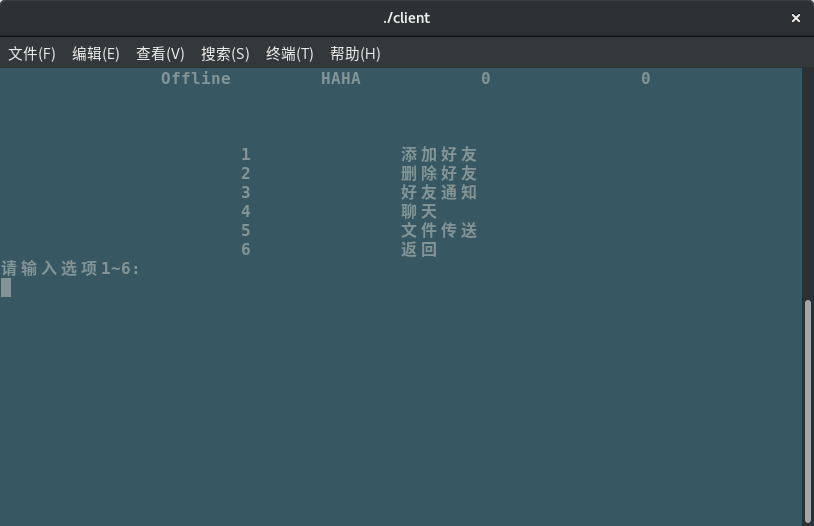 ./client ×
文件(F) 编辑(E) 查看(V) 搜索(S) 终端(T) 帮助(H)
Offline HAHA 0 0
1 添加好友
2 删除好友
3 好友通知
4 聊天
5 文件传送
6 返回
请输入选项1~6: